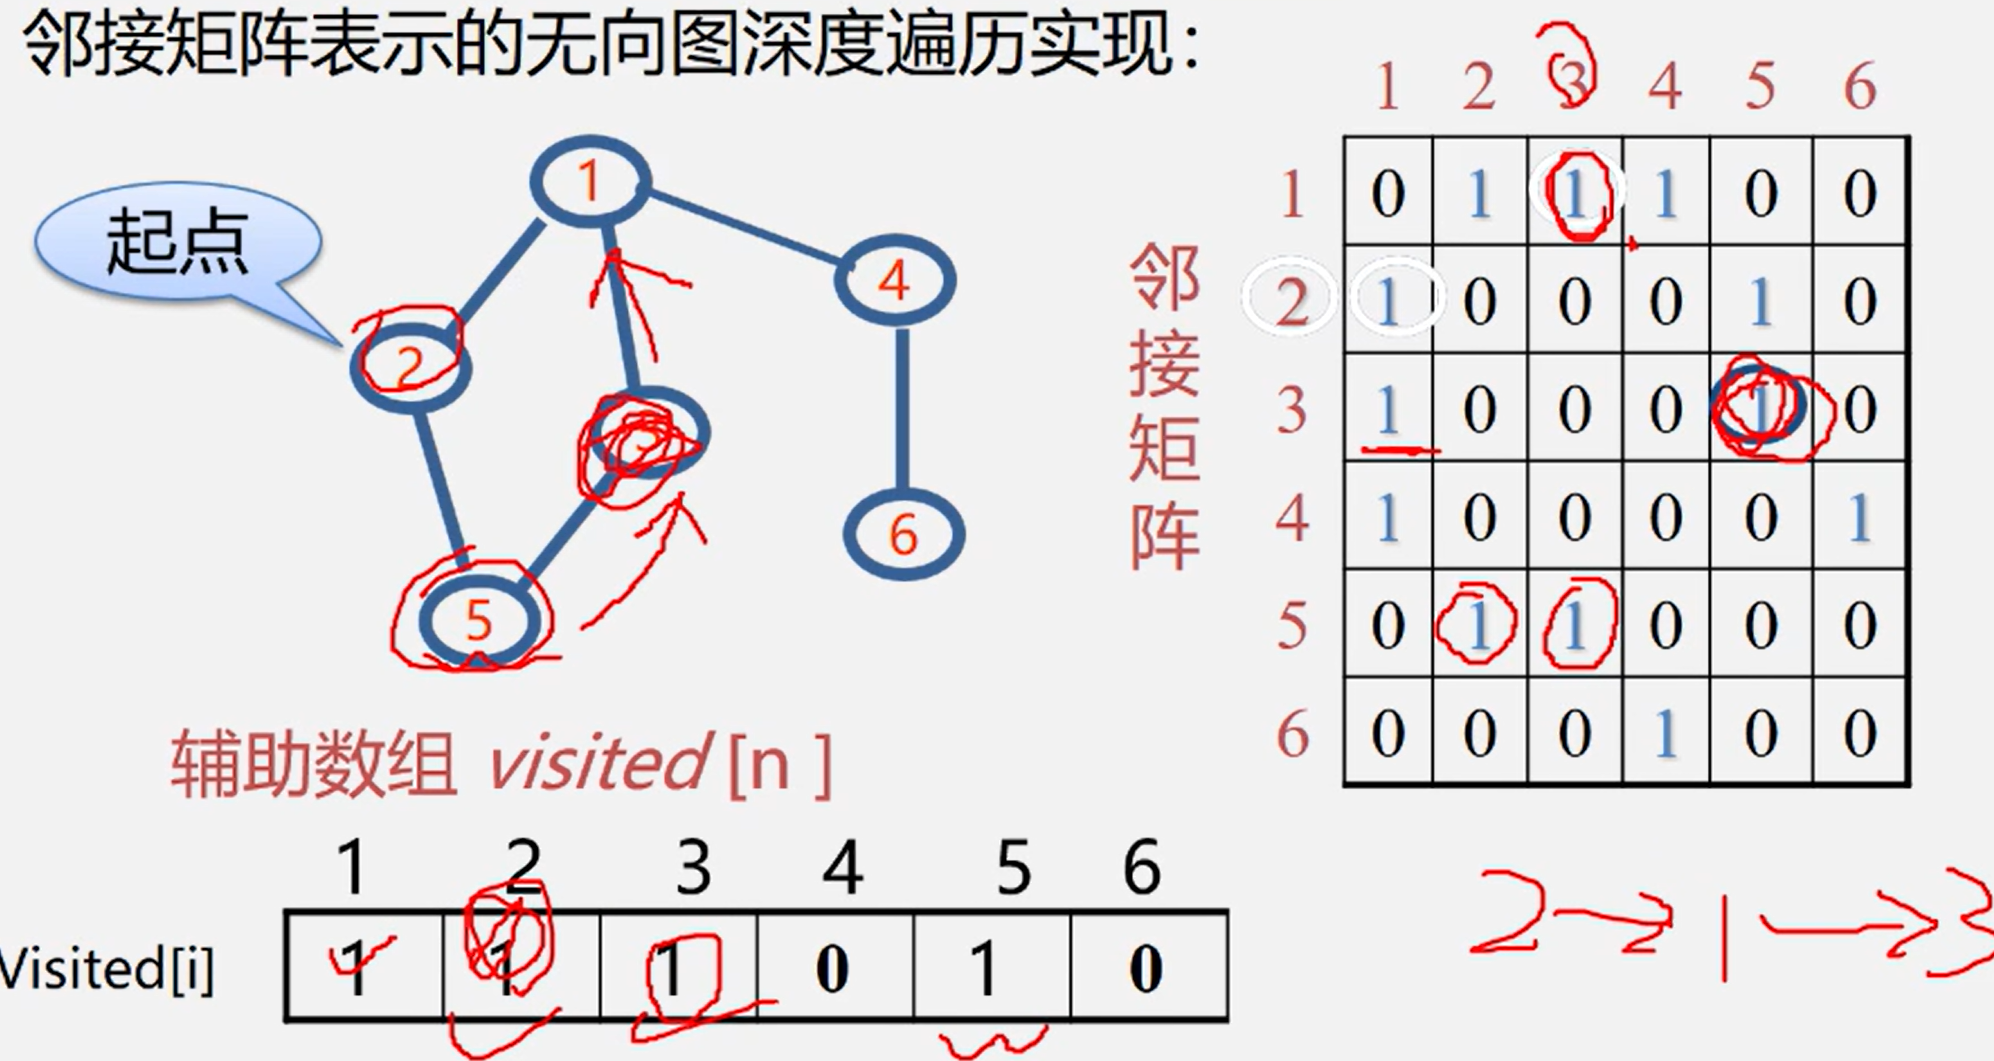 邻接矩阵表示的无向图深度遍历实现：
起点
1
2
3
4
5
6
邻接矩阵
1 2 3 4 5 6
1 0 1 1 1 0 0
2 1 0 0 0 1 0
3 1 0 0 0 1 0
4 1 0 0 0 0 1
5 0 1 1 0 0 0
6 0 0 0 1 0 0
辅助数组 visited [n ]
1 2 3 4 5 6
Visited[i] 1 1 1 0 1 0
2→1→3